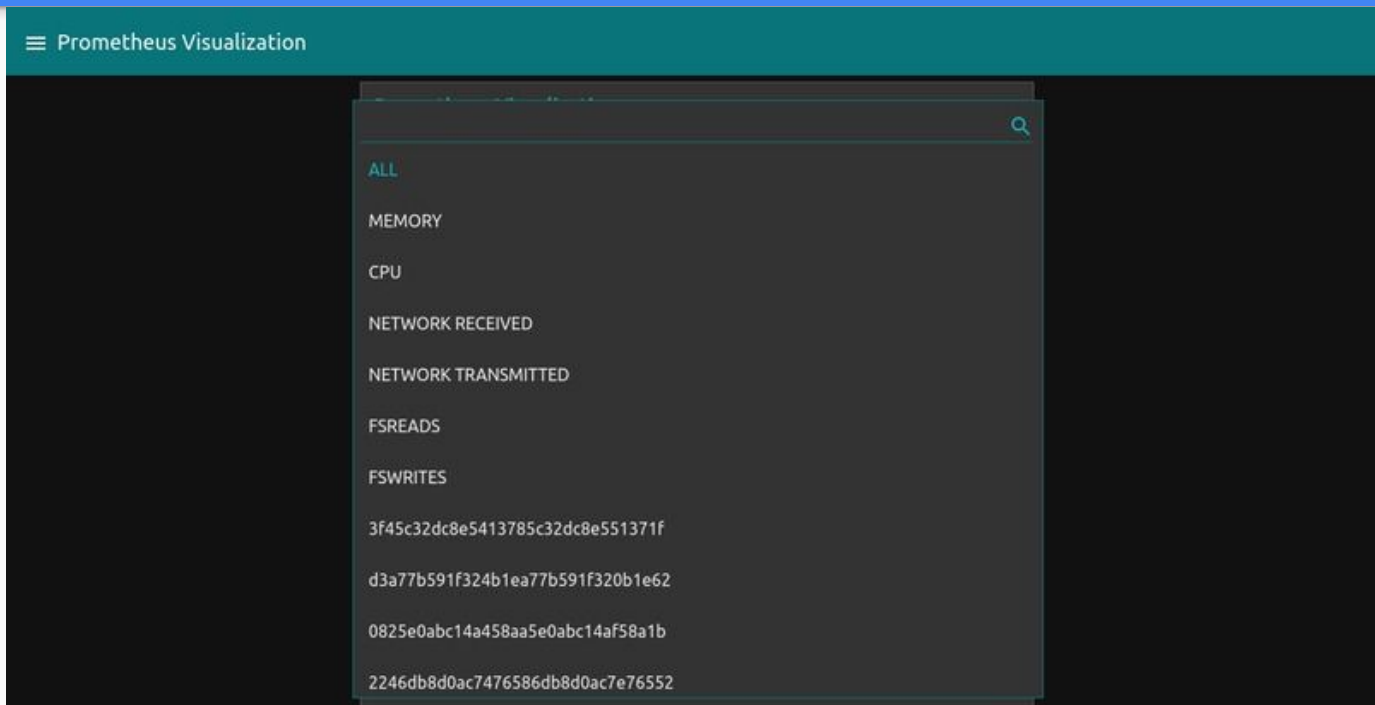 Prometheus Visualization
ALL
MEMORY
CPU
NETWORK RECEIVED
NETWORK TRANSMITTED
FSREADS
FSWRITES
3f45c32dc8e5413785c32dc8e551371f
d3a77b591f324b1ea77b591f320b1e62
0825e0abc14a458aa5e0abc14af58a1b
2246db8d0ac7476586db8d0ac7e76552